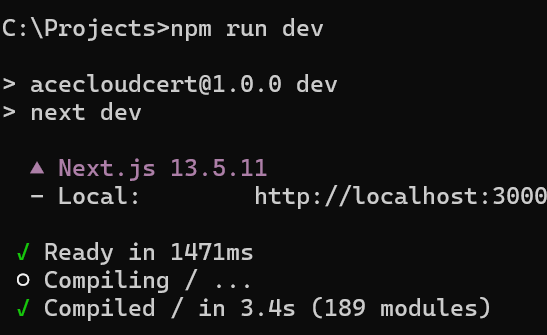 C:\Projects>npm run dev
> acecloudcert@1.0.0 dev
> next dev
▲ Next.js 13.5.11
- Local: http://localhost:3000
✓ Ready in 1471ms
○ Compiling / ...
✓ Compiled / in 3.4s (189 modules)